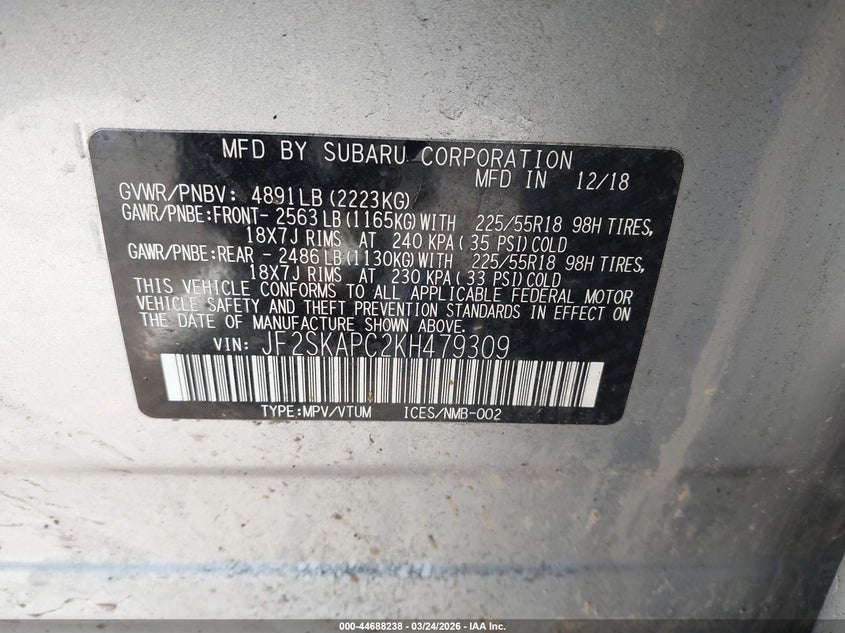 MFD BY SUBARU CORPORATION
MFD IN 12/18
GVWR/PNBV: 4891LB(2223KG)
GAWR/PNBE:FRONT- 2563LB(1165KG)WITH 225/55R18 98H TIRES,
18X7J RIMS AT 240 KPA( 35 PSI)COLD
GAWR/PNBE:REAR - 2486LB(1130KG)WITH 225/55R18 98H TIRES,
18X7J RIMS AT 230 KPA( 33 PSI)COLD
THIS VEHICLE CONFORMS TO ALL APPLICABLE FEDERAL MOTOR
VEHICLE SAFETY AND THEFT PREVENTION STANDARDS IN EFFECT ON
THE DATE OF MANUFACTURE SHOWN ABOVE.
VIN: JF2SKAPC2KH479309
TYPE:MPV/VTUM ICES/NMB-002
000-44688238 - 03/24/2026 - IAA Inc.